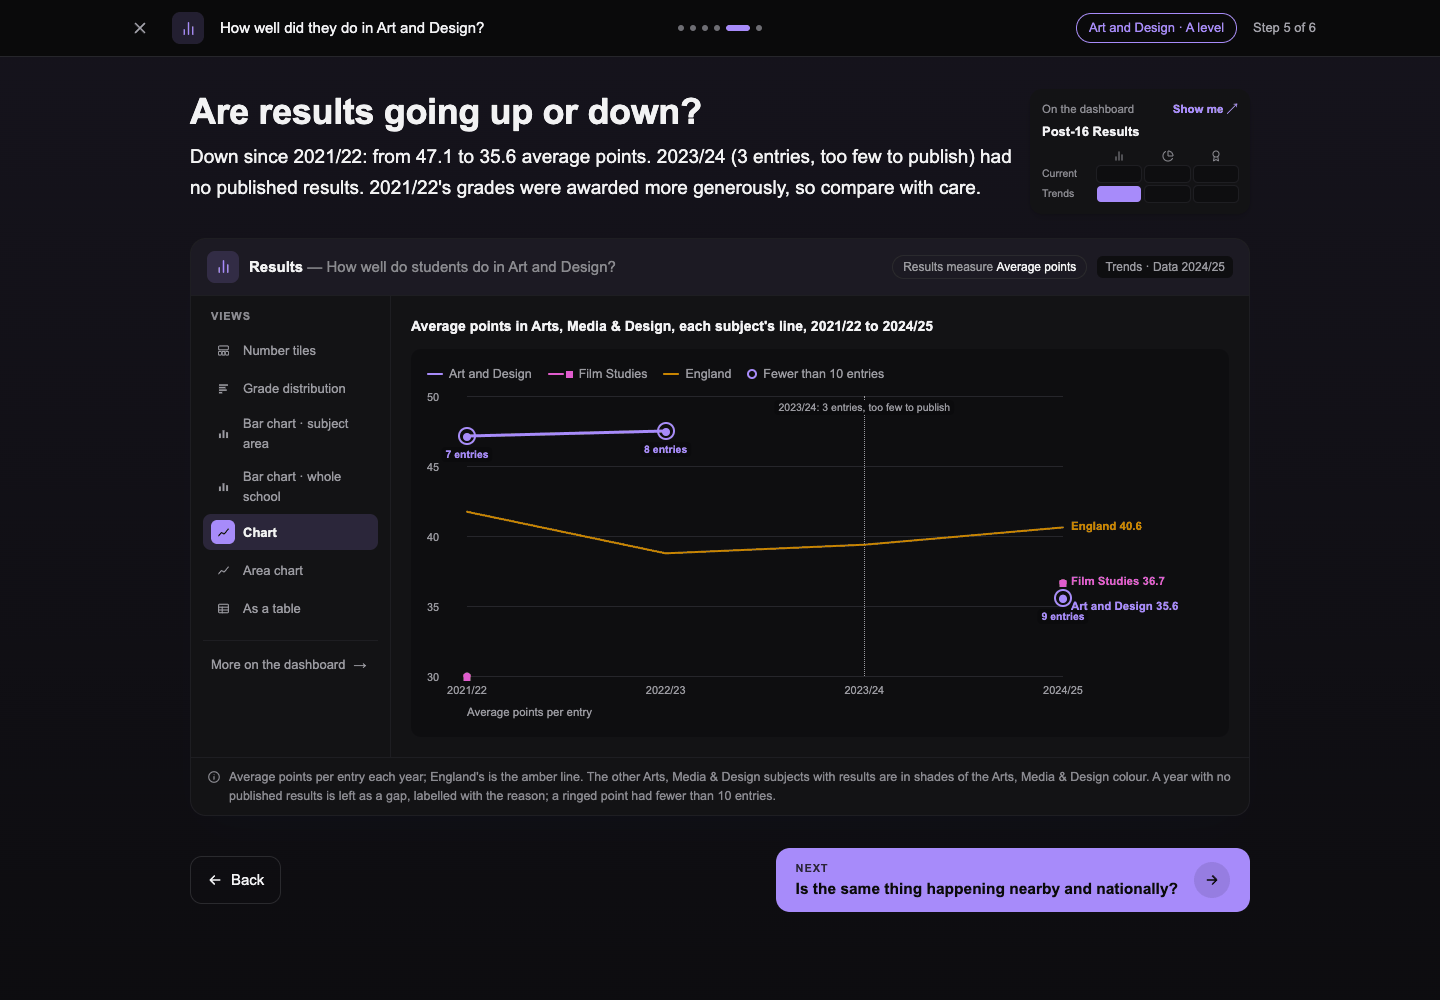 How well did they do in Art and Design?
Art and Design · A level
Step 5 of 6
Are results going up or down?
Down since 2021/22: from 47.1 to 35.6 average points. 2023/24 (3 entries, too few to publish) had
no published results. 2021/22's grades were awarded more generously, so compare with care.
On the dashboard
Show me
Post-16 Results
Current
Trends
Results — How well do students do in Art and Design?
Results measure Average points
Trends · Data 2024/25
VIEWS
Number tiles
Grade distribution
Bar chart · subject
area
Bar chart · whole
school
Chart
Area chart
As a table
More on the dashboard →
Average points in Arts, Media & Design, each subject's line, 2021/22 to 2024/25
Art and Design
Film Studies
England
Fewer than 10 entries
50
2023/24: 3 entries, too few to publish
7 entries
8 entries
45
England 40.6
40
Film Studies 36.7
35
Art and Design 35.6
9 entries
30
2021/22
2022/23
2023/24
2024/25
Average points per entry
Average points per entry each year; England's is the amber line. The other Arts, Media & Design subjects with results are in shades of the Arts, Media & Design colour. A year with no
published results is left as a gap, labelled with the reason; a ringed point had fewer than 10 entries.
← Back
NEXT
Is the same thing happening nearby and nationally?